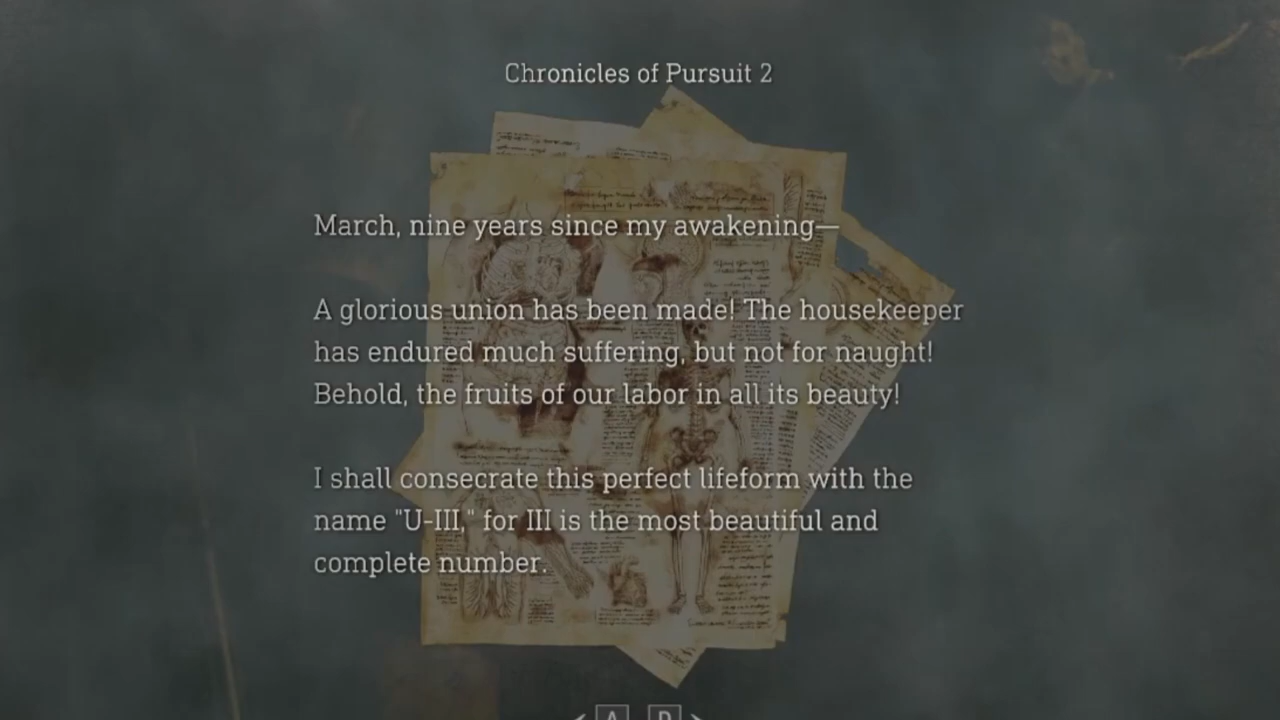 Chronicles of Pursuit 2
March, nine years since my awakening—
A glorious union has been made! The housekeeper
has endured much suffering, but not for naught!
Behold, the fruits of our labor in all its beauty!
I shall consecrate this perfect lifeform with the
name "U-III," for III is the most beautiful and
complete number.